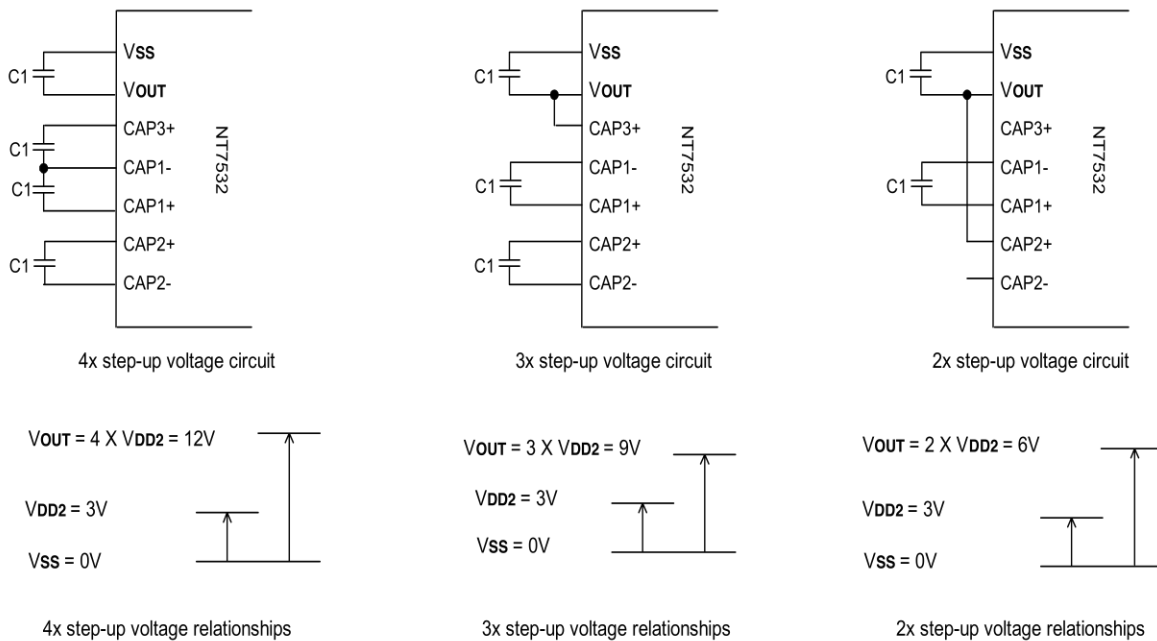 VSS
C1
VOUT
CAP3+
C1
CAP1-
C1
CAP1+
CAP2+
C1
CAP2-
NT7532
4x step-up voltage circuit
VSS
C1
VOUT
CAP3+
CAP1-
C1
CAP1+
CAP2+
C1
CAP2-
NT7532
3x step-up voltage circuit
VSS
C1
VOUT
CAP3+
CAP1-
C1
CAP1+
CAP2+
CAP2-
NT7532
2x step-up voltage circuit
VOUT = 4 X VDD2 = 12V
VDD2 = 3V
VSS = 0V
4x step-up voltage relationships
VOUT = 3 X VDD2 = 9V
VDD2 = 3V
VSS = 0V
3x step-up voltage relationships
VOUT = 2 X VDD2 = 6V
VDD2 = 3V
VSS = 0V
2x step-up voltage relationships